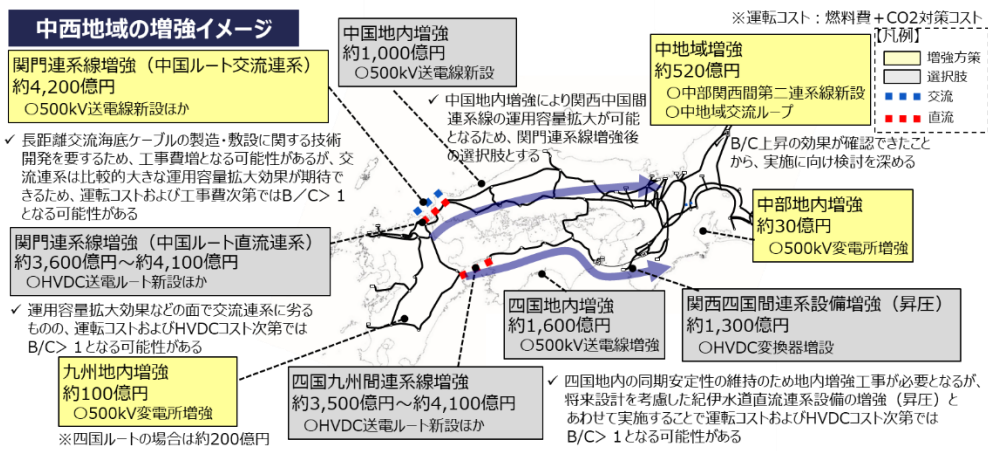 中西地域の増強イメージ
※運転コスト：燃料費＋CO2対策コスト
【凡例】
増強方策
選択肢
交流
直流
関門連系線増強（中国ルート交流連系）
約4,200億円
○500kV送電線新設ほか
✓ 長距離交流海底ケーブルの製造・敷設に関する技術
開発を要するため、工事費増となる可能性があるが、交
流連系は比較的大きな運用容量拡大効果が期待で
きるため、運転コストおよび工事費次第ではB／C＞１
となる可能性がある
中国地内増強
約1,000億円
○500kV送電線新設
✓ 中国地内増強により関西中国間
連系線の運用容量拡大が可能
となるため、関門連系線増強後
の選択肢とする
中地域増強
約520億円
○中部関西間第二連系線新設
○中地域交流ループ
✓ B/C上昇の効果が確認できたこと
から、実施に向け検討を深める
中部地内増強
約30億円
○500kV変電所増強
関門連系線増強（中国ルート直流連系）
約3,600億円～約4,100億円
○HVDC送電ルート新設ほか
✓ 運用容量拡大効果などの面で交流連系に劣る
ものの、運転コストおよびHVDCコスト次第では
B/C＞１となる可能性がある
九州地内増強
約100億円
○500kV変電所増強
※四国ルートの場合は約200億円
四国九州間連系線増強
約3,500億円～約4,100億円
○HVDC送電ルート新設ほか
四国地内増強
約1,600億円
○500kV送電線増強
関西四国間連系設備増強（昇圧）
約1,300億円
○HVDC変換器増設
✓ 四国地内の同期安定性の維持のため地内増強工事が必要となるが、
将来設計を考慮した紀伊水道直流連系設備の増強（昇圧）と
あわせて実施することで運転コストおよびHVDCコスト次第では
B/C＞１となる可能性がある